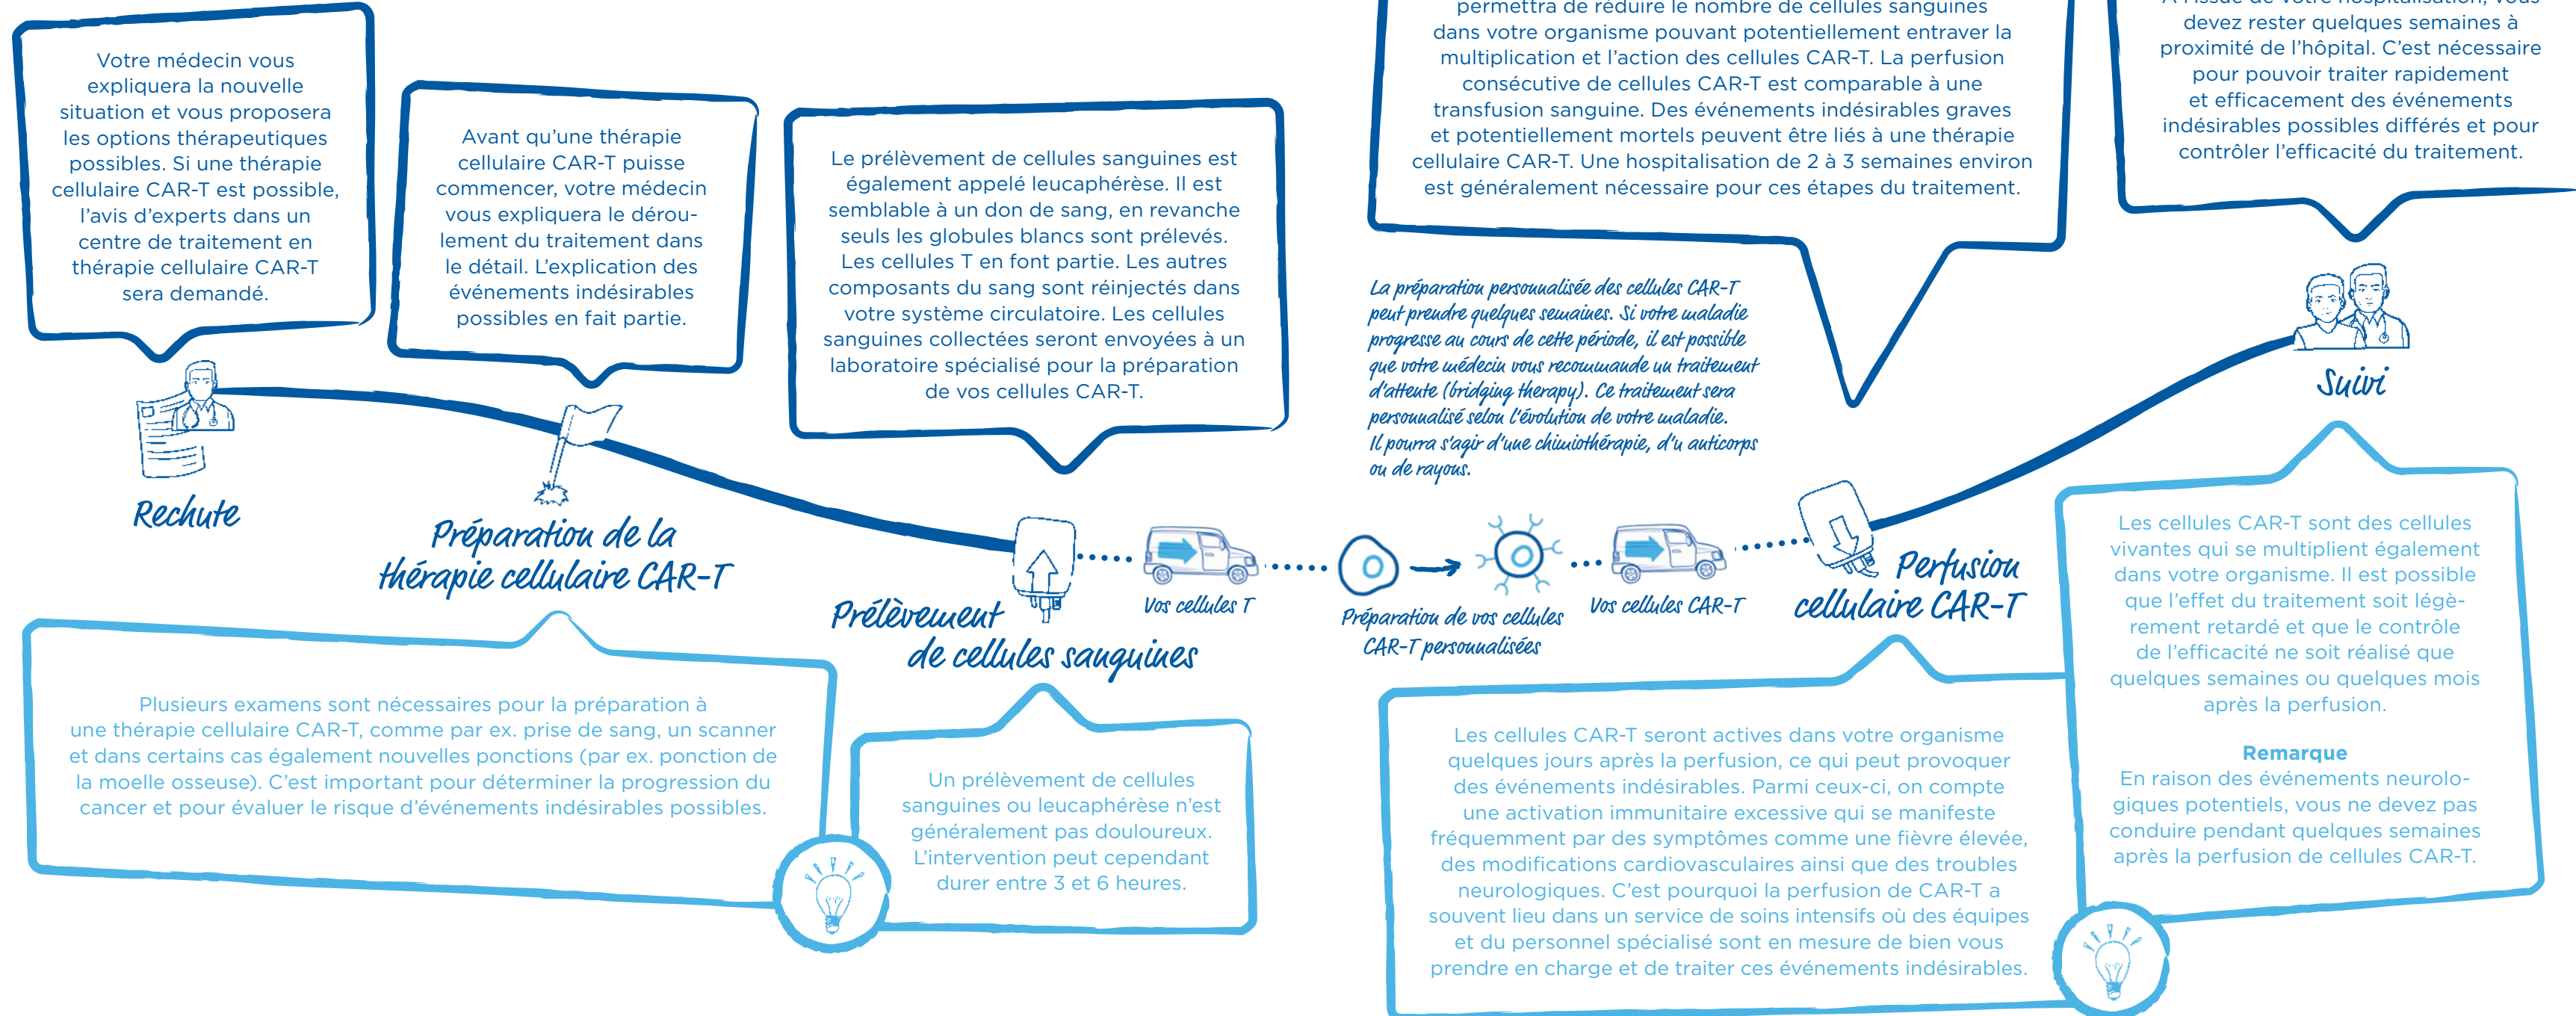 Votre médecin vous
expliquera la nouvelle
situation et vous proposera
les options thérapeutiques
possibles. Si une thérapie
cellulaire CAR-T est possible,
l’avis d’experts dans un
centre de traitement en
thérapie cellulaire CAR-T
sera demandé.
Rechute
Avant qu’une thérapie
cellulaire CAR-T puisse
commencer, votre médecin
vous expliquera le dérou-
lement du traitement dans
le détail. L’explication des
événements indésirables
possibles en fait partie.
Préparation de la
thérapie cellulaire CAR-T
Plusieurs examens sont nécessaires pour la préparation à
une thérapie cellulaire CAR-T, comme par ex. prise de sang, un scanner
et dans certains cas également nouvelles ponctions (par ex. ponction de
la moelle osseuse). C’est important pour déterminer la progression du
cancer et pour évaluer le risque d’événements indésirables possibles.
Le prélèvement de cellules sanguines est
également appelé leucaphérèse. Il est
semblable à un don de sang, en revanche
seuls les globules blancs sont prélevés.
Les cellules T en font partie. Les autres
composants du sang sont réinjectés dans
votre système circulatoire. Les cellules
sanguines collectées seront envoyées à un
laboratoire spécialisé pour la préparation
de vos cellules CAR-T.
Prélèvement
de cellules sanguines
Un prélèvement de cellules
sanguines ou leucaphérèse n’est
généralement pas douloureux.
L’intervention peut cependant
durer entre 3 et 6 heures.
Vos cellules T
Préparation de vos cellules
CAR-T personnalisées
Vos cellules CAR-T
La préparation personnalisée des cellules CAR-T
peut prendre quelques semaines. Si votre maladie
progresse au cours de cette période, il est possible
que votre médecin vous recommande un traitement
d’attente (bridging therapy). Ce traitement sera
personnalisé selon l’évolution de votre maladie.
Il pourra s’agir d’une chimiothérapie, d’u anticorps
ou de rayons.
permettra de réduire le nombre de cellules sanguines
dans votre organisme pouvant potentiellement entraver la
multiplication et l’action des cellules CAR-T. La perfusion
consécutive de cellules CAR-T est comparable à une
transfusion sanguine. Des événements indésirables graves
et potentiellement mortels peuvent être liés à une thérapie
cellulaire CAR-T. Une hospitalisation de 2 à 3 semaines environ
est généralement nécessaire pour ces étapes du traitement.
Perfusion
cellulaire CAR-T
Les cellules CAR-T seront actives dans votre organisme
quelques jours après la perfusion, ce qui peut provoquer
des événements indésirables. Parmi ceux-ci, on compte
une activation immunitaire excessive qui se manifeste
fréquemment par des symptômes comme une fièvre élevée,
des modifications cardiovasculaires ainsi que des troubles
neurologiques. C’est pourquoi la perfusion de CAR-T a
souvent lieu dans un service de soins intensifs où des équipes
et du personnel spécialisé sont en mesure de bien vous
prendre en charge et de traiter ces événements indésirables.
A l’issue de votre hospitalisation, vous
devez rester quelques semaines à
proximité de l’hôpital. C’est nécessaire
pour pouvoir traiter rapidement
et efficacement des événements
indésirables possibles différés et pour
contrôler l’efficacité du traitement.
Suivi
Les cellules CAR-T sont des cellules
vivantes qui se multiplient également
dans votre organisme. Il est possible
que l’effet du traitement soit légè-
rement retardé et que le contrôle
de l’efficacité ne soit réalisé que
quelques semaines ou quelques mois
après la perfusion.
Remarque
En raison des événements neurolo-
giques potentiels, vous ne devez pas
conduire pendant quelques semaines
après la perfusion de cellules CAR-T.